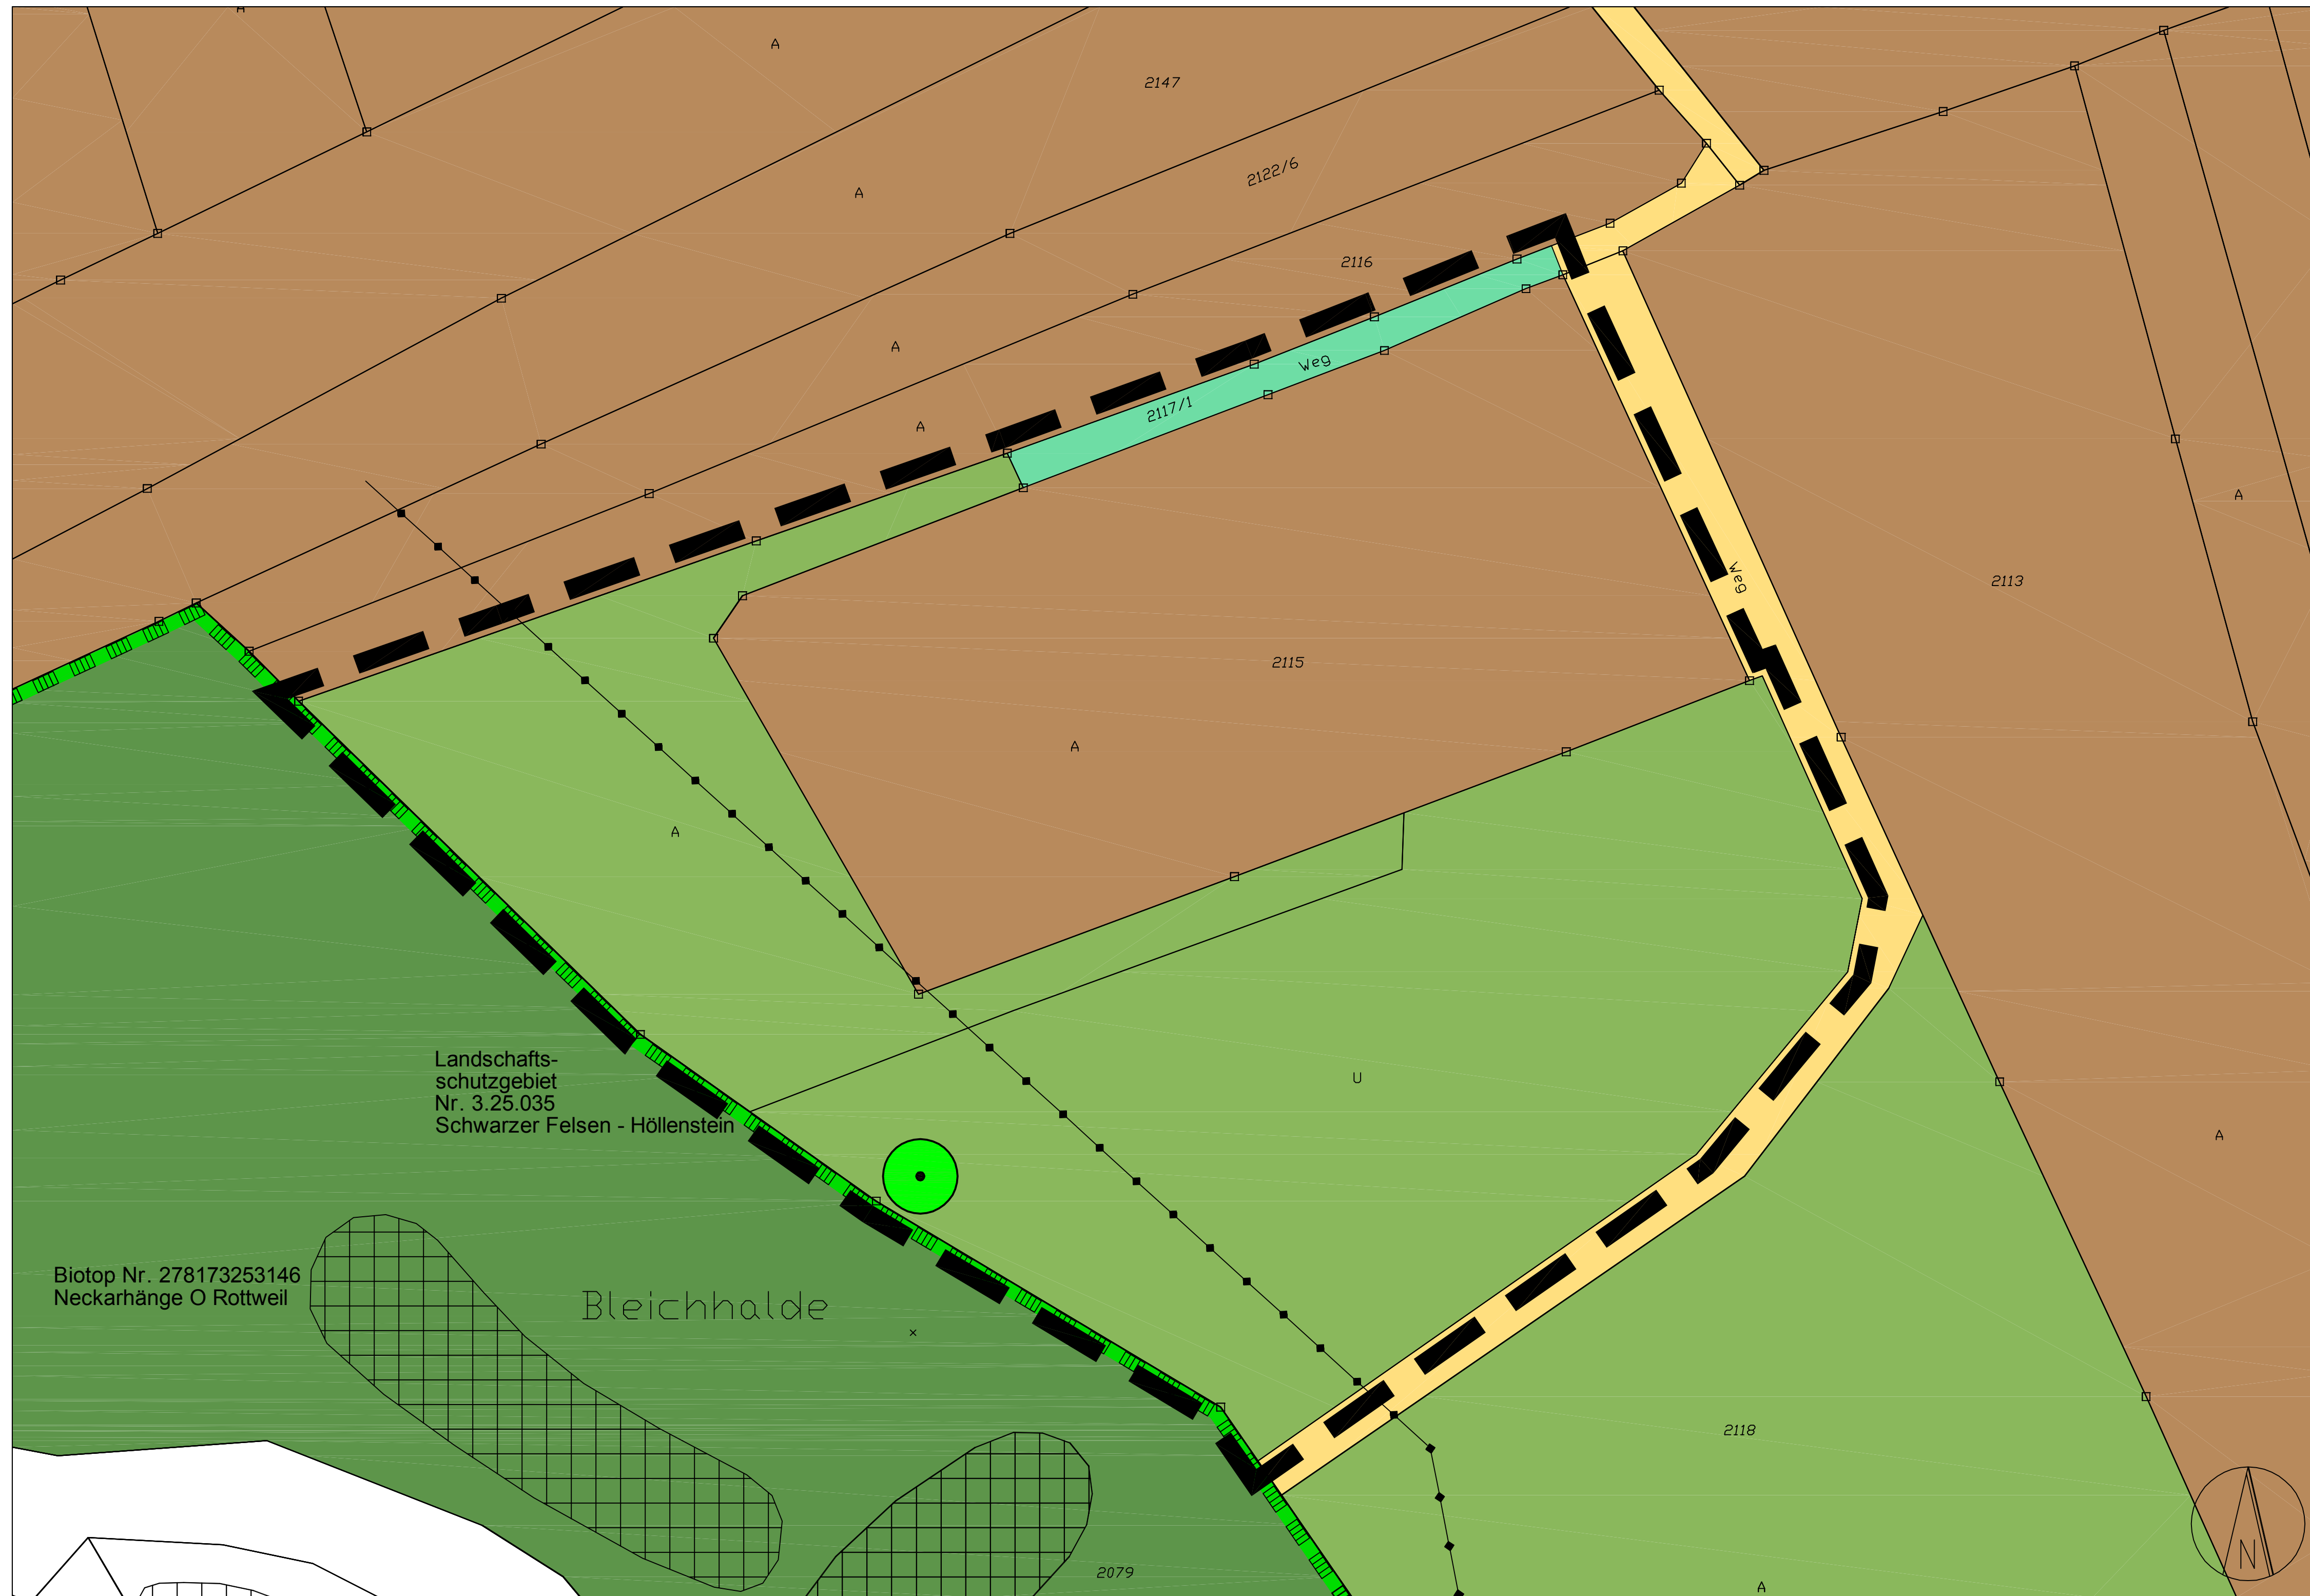 A
A
2147
2122/6
A
2116
A
Weg
2117/1
A
A
Weg
2113
2115
A
A
Landschafts-
schutzgebiet
Nr. 3.25.035
Schwarzer Felsen - Höllenstein
U
A
Biotop Nr. 278173253146
Neckarhänge O Rottweil
Bleichhalde
2118
N
2079
A